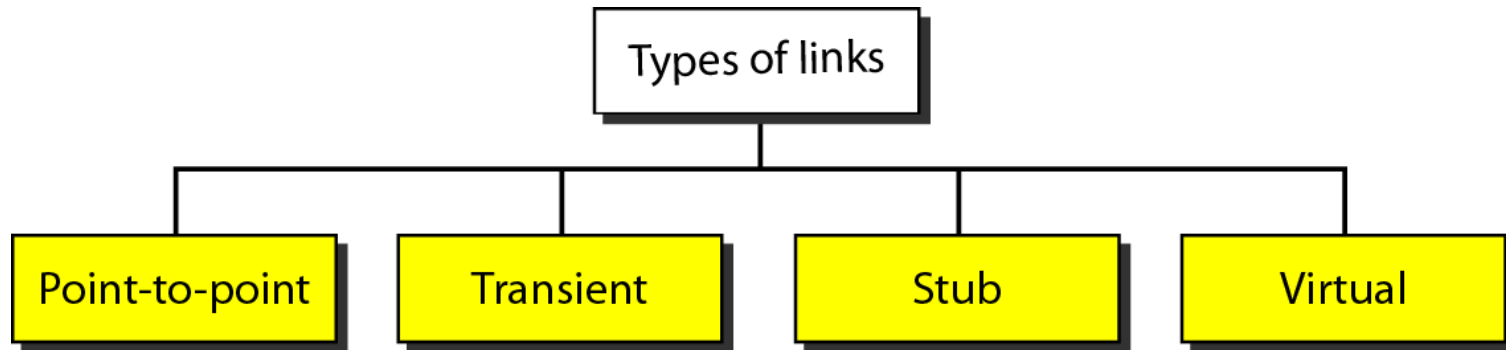 Types of links
Point-to-point
Transient
Stub
Virtual